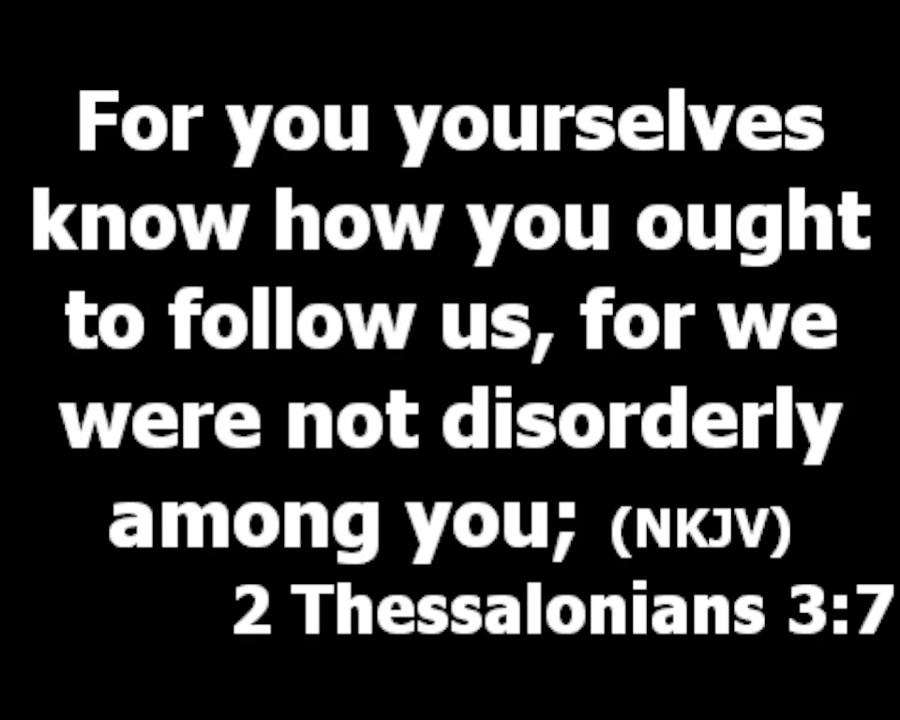 For you yourselves
know how you ought
to follow us, for we
were not disorderly
among you; (NKJV)
2 Thessalonians 3:7